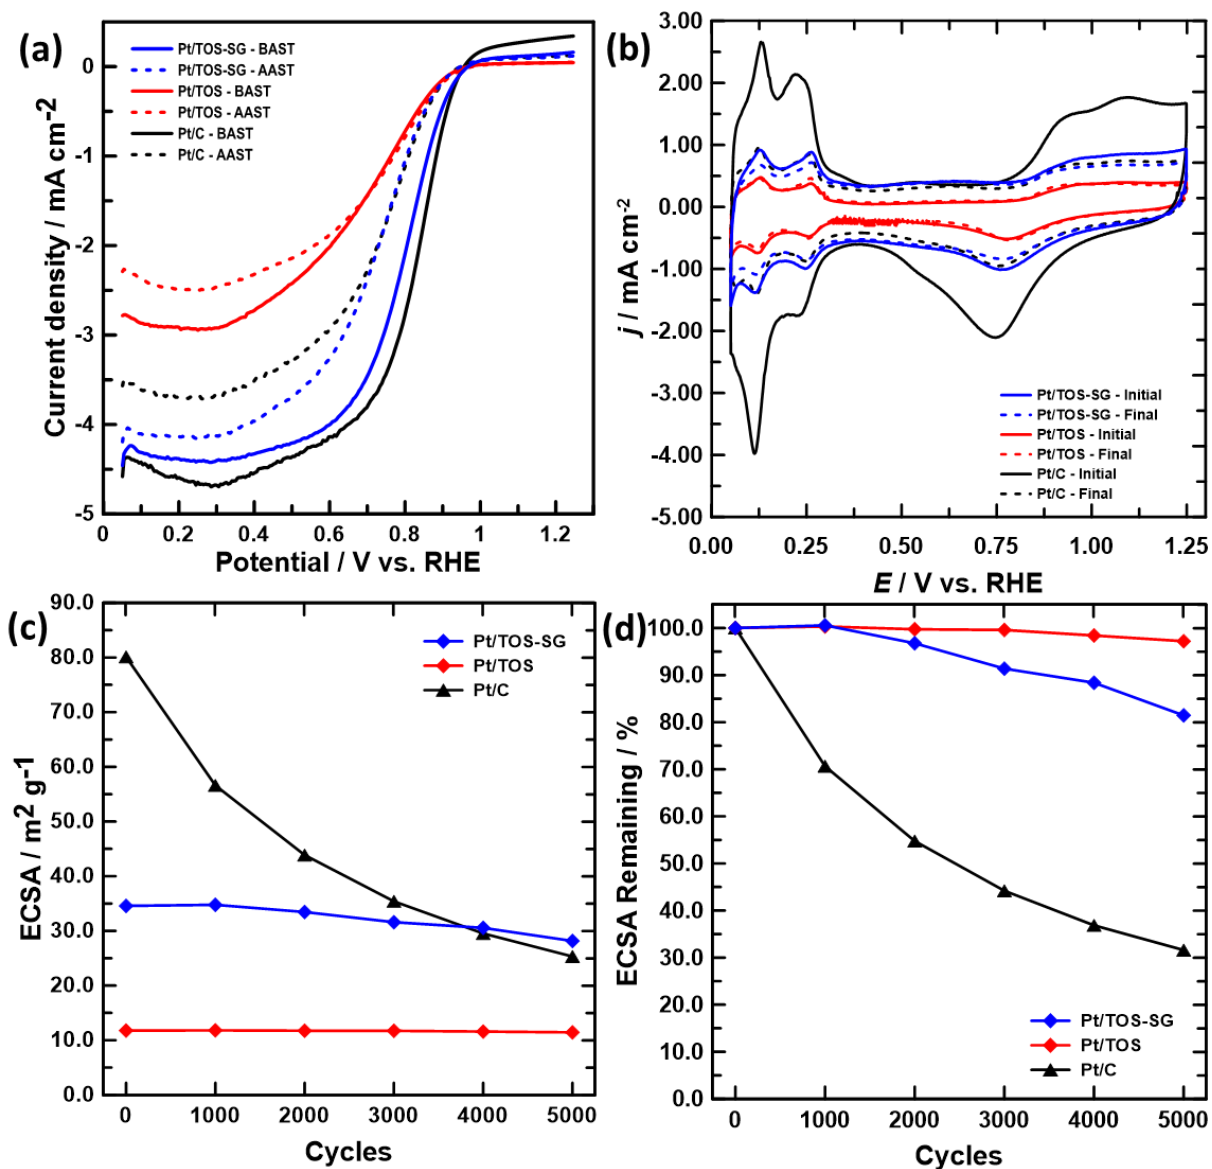 (a)
Pt/TOS-SG - BAST
Pt/TOS-SG - AAST
Pt/TOS - BAST
Pt/TOS - AAST
Pt/C - BAST
Pt/C - AAST
0
-1
-2
-3
-4
-5
Current density / mA cm-2
0 0.2 0.4 0.6 0.8 1 1.2
Potential / V vs. RHE
(b)
3.00
2.00
1.00
0.00
-1.00
-2.00
-3.00
-4.00
-5.00
j / mA cm-2
Pt/TOS-SG - Initial
Pt/TOS-SG - Final
Pt/TOS - Initial
Pt/TOS - Final
Pt/C - Initial
Pt/C - Final
0.00 0.25 0.50 0.75 1.00 1.25
E / V vs. RHE
(c)
90.0
80.0
70.0
60.0
50.0
40.0
30.0
20.0
10.0
0.0
ECSA / m2 g-1
Pt/TOS-SG
Pt/TOS
Pt/C
0 1000 2000 3000 4000 5000
Cycles
(d)
100.0
90.0
80.0
70.0
60.0
50.0
40.0
30.0
20.0
10.0
0.0
ECSA Remaining / %
Pt/TOS-SG
Pt/TOS
Pt/C
0 1000 2000 3000 4000 5000
Cycles